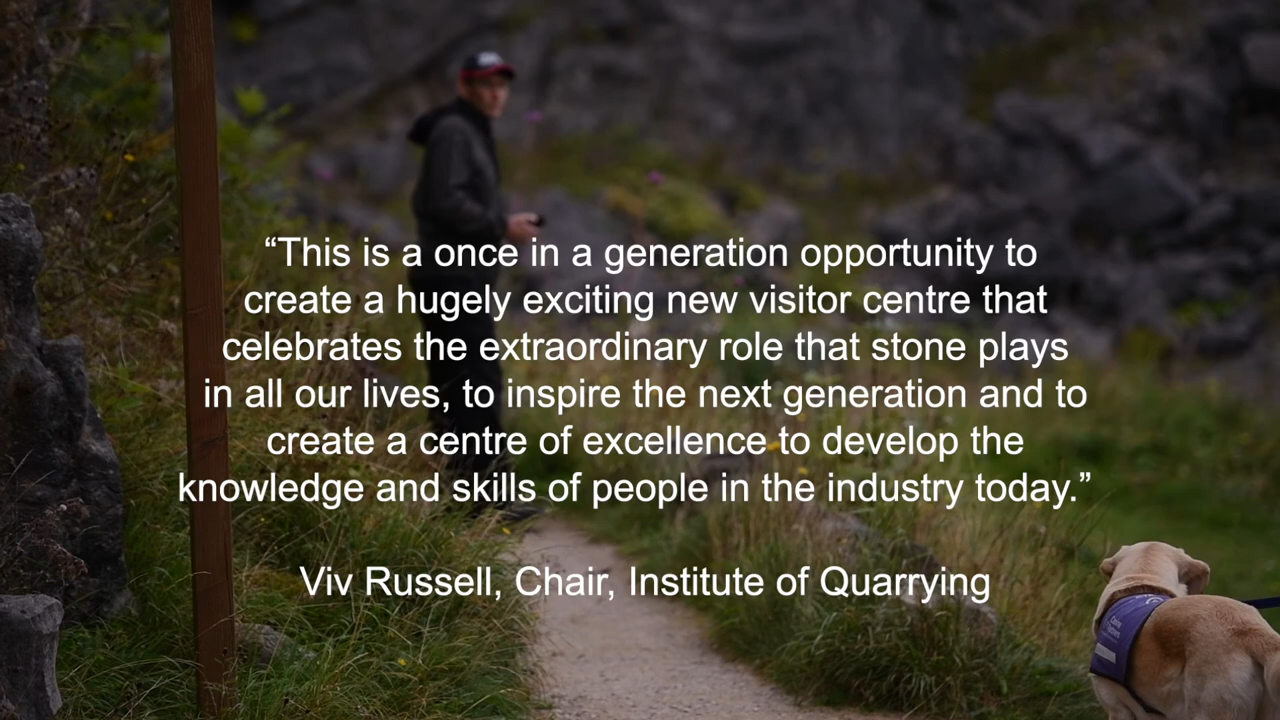 “This is a once in a generation opportunity to
create a hugely exciting new visitor centre that
celebrates the extraordinary role that stone plays
in all our lives, to inspire the next generation and to
create a centre of excellence to develop the
knowledge and skills of people in the industry today.”
Viv Russell, Chair, Institute of Quarrying